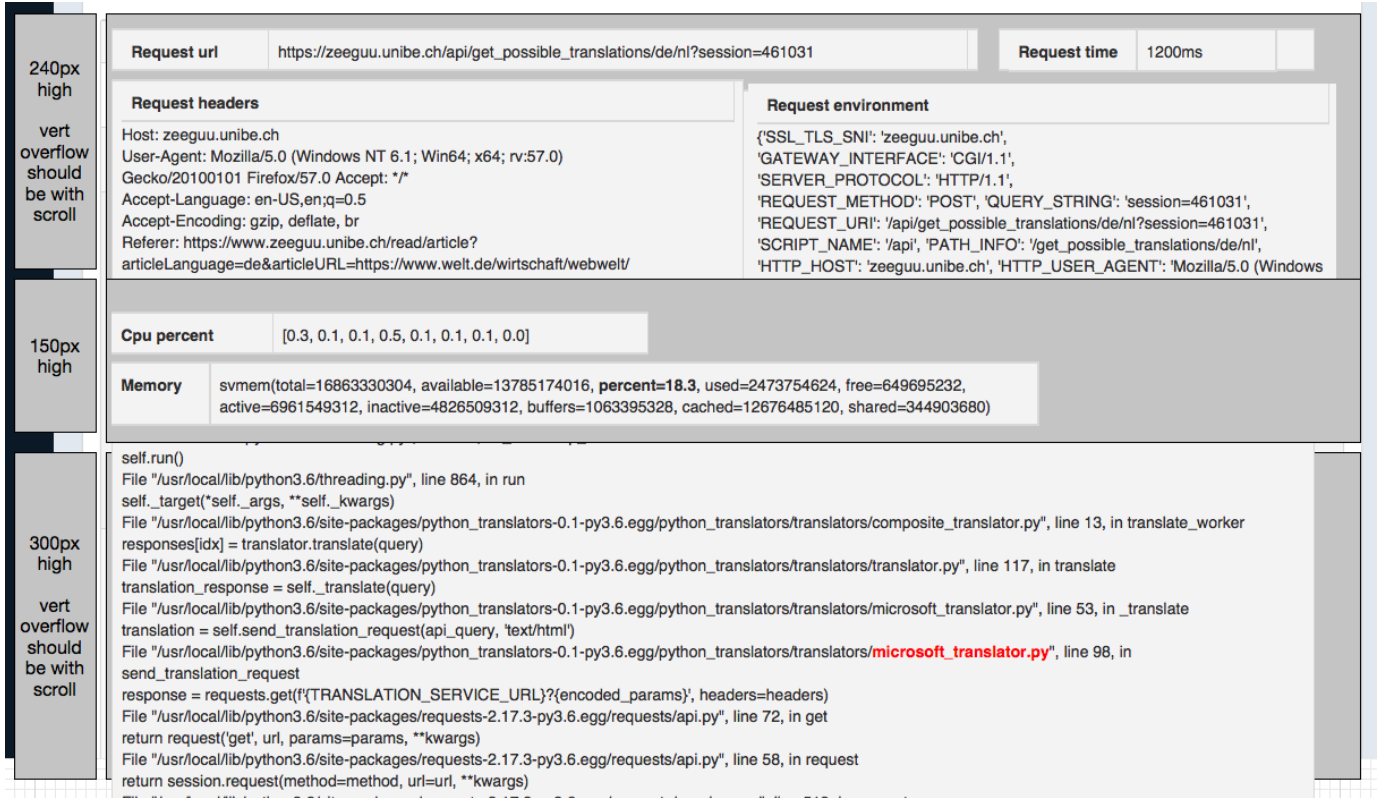 240px
high
vert
overflow
should
be with
scroll
Request url https://zeeguu.unibe.ch/api/get_possible_translations/de/nl?session=461031 Request time 1200ms
Request headers
Host: zeeguu.unibe.ch
User-Agent: Mozilla/5.0 (Windows NT 6.1; Win64; x64; rv:57.0)
Gecko/20100101 Firefox/57.0 Accept: */*
Accept-Language: en-US,en;q=0.5
Accept-Encoding: gzip, deflate, br
Referer: https://www.zeeguu.unibe.ch/read/article?
articleLanguage=de&articleURL=https://www.welt.de/wirtschaft/webwelt/
Request environment
{'SSL_TLS_SNI': 'zeeguu.unibe.ch',
'GATEWAY_INTERFACE': 'CGI/1.1',
'SERVER_PROTOCOL': 'HTTP/1.1',
'REQUEST_METHOD': 'POST', 'QUERY_STRING': 'session=461031',
'REQUEST_URI': '/api/get_possible_translations/de/nl?session=461031',
'SCRIPT_NAME': '/api', 'PATH_INFO': '/get_possible_translations/de/nl',
'HTTP_HOST': 'zeeguu.unibe.ch', 'HTTP_USER_AGENT': 'Mozilla/5.0 (Windows
150px
high
Cpu percent [0.3, 0.1, 0.1, 0.5, 0.1, 0.1, 0.1, 0.0]
Memory svmem(total=16863330304, available=13785174016, percent=18.3, used=2473754624, free=649695232,
active=6961549312, inactive=4826509312, buffers=1063395328, cached=12676485120, shared=344903680)
300px
high
vert
overflow
should
be with
scroll
self.run()
File "/usr/local/lib/python3.6/threading.py", line 864, in run
self._target(*self._args, **self._kwargs)
File "/usr/local/lib/python3.6/site-packages/python_translators-0.1-py3.6.egg/python_translators/translators/composite_translator.py", line 13, in translate_worker
responses[idx] = translator.translate(query)
File "/usr/local/lib/python3.6/site-packages/python_translators-0.1-py3.6.egg/python_translators/translators/translator.py", line 117, in translate
translation_response = self._translate(query)
File "/usr/local/lib/python3.6/site-packages/python_translators-0.1-py3.6.egg/python_translators/translators/microsoft_translator.py", line 53, in _translate
translation = self.send_translation_request(api_query, 'text/html')
File "/usr/local/lib/python3.6/site-packages/python_translators-0.1-py3.6.egg/python_translators/translators/microsoft_translator.py", line 98, in
send_translation_request
response = requests.get(f'{TRANSLATION_SERVICE_URL}?{encoded_params}', headers=headers)
File "/usr/local/lib/python3.6/site-packages/requests-2.17.3-py3.6.egg/requests/api.py", line 72, in get
return request('get', url, params=params, **kwargs)
File "/usr/local/lib/python3.6/site-packages/requests-2.17.3-py3.6.egg/requests/api.py", line 58, in request
return session.request(method=method, url=url, **kwargs)